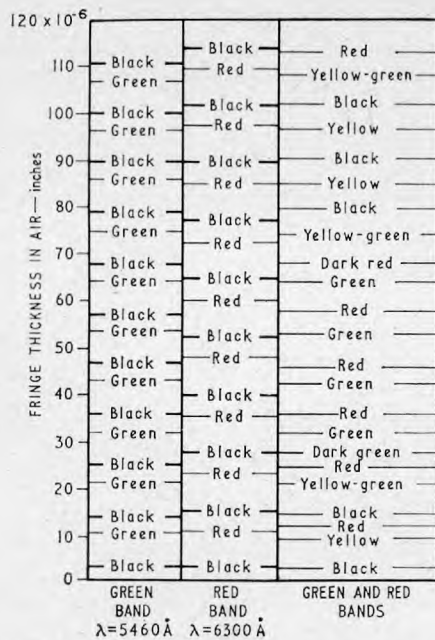 120 x 10⁻⁶
110
100
90
80
70
60
50
40
30
20
10
0
FRINGE THICKNESS IN AIR—inches
Black
Green
Black
Green
Black
Green
Black
Green
Black
Green
Black
Green
Black
Green
Black
Green
Black
Green
Black
Green
Black
GREEN
BAND
λ=5460Å
Black
Red
Black
Red
Black
Red
Black
Red
Black
Red
Black
Red
Black
Red
Black
Red
Black
Red
Black
RED
BAND
λ=6300Å
Red
Yellow-green
Black
Yellow
Black
Yellow
Black
Yellow-green
Dark red
Green
Red
Green
Red
Green
Red
Green
Dark green
Red
Yellow-green
Black
Red
Yellow
Black
GREEN AND RED
BANDS